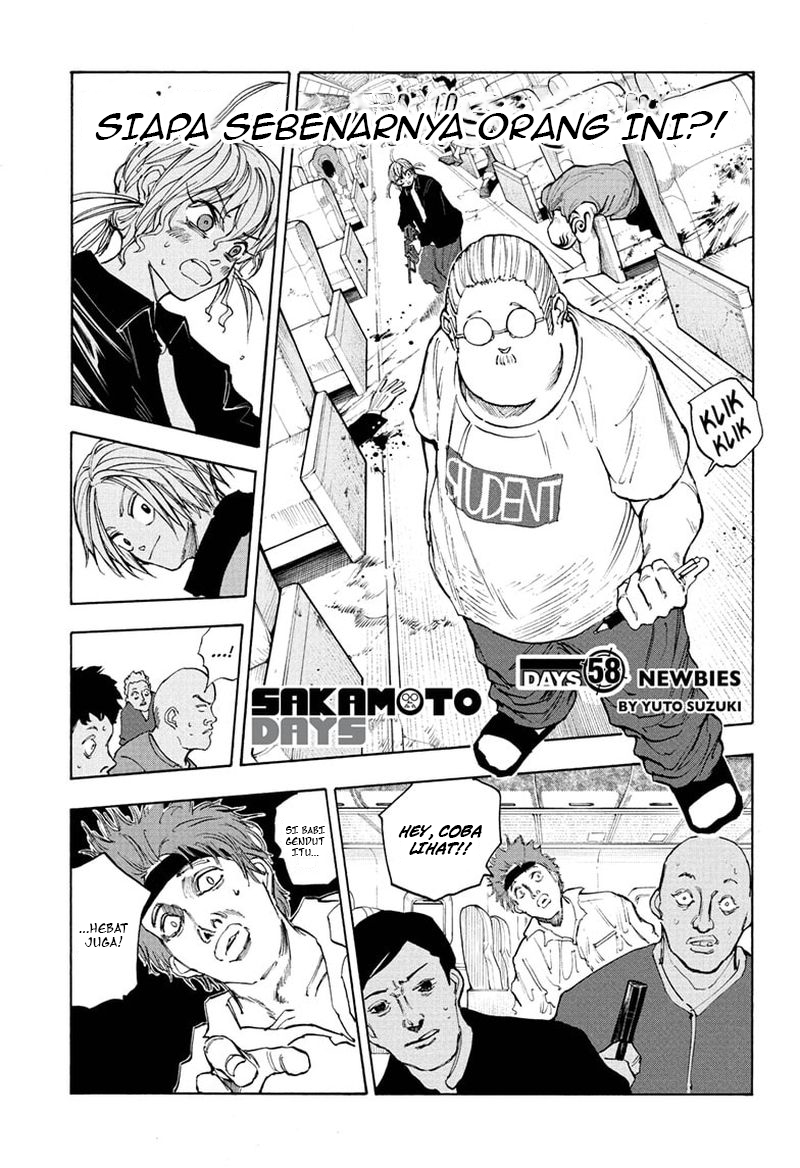 SIAPA SEBENARNYA ORANG INI?!
KLIK
KLIK
STUDENT
....!
DAYS 58 NEWBIES
BY YUTO SUZUKI
SAKAMOTO
DAYS
HEY, COBA
LIHAT!!
SI BABI
GENDUT
ITU...
...HEBAT
JUGA!